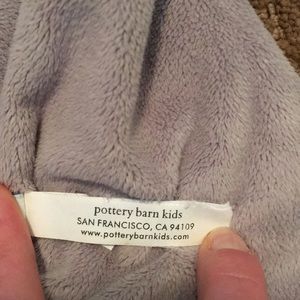 pottery barn kids
SAN FRANCISCO, CA 94109
www.potterybarnkids.com